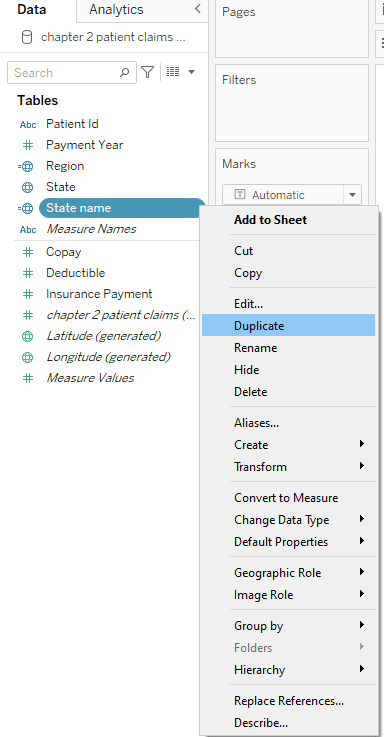 Data
Analytics
chapter 2 patient claims ...
Search
Tables
Abc Patient Id
# Payment Year
Region
State
State name
Abc Measure Names
# Copay
# Deductible
# Insurance Payment
# chapter 2 patient claims (...
Latitude (generated)
Longitude (generated)
# Measure Values
Pages
Filters
Marks
T Automatic
Add to Sheet
Cut
Copy
Edit...
Duplicate
Rename
Hide
Delete
Aliases...
Create
Transform
Convert to Measure
Change Data Type
Default Properties
Geographic Role
Image Role
Group by
Folders
Hierarchy
Replace References...
Describe...